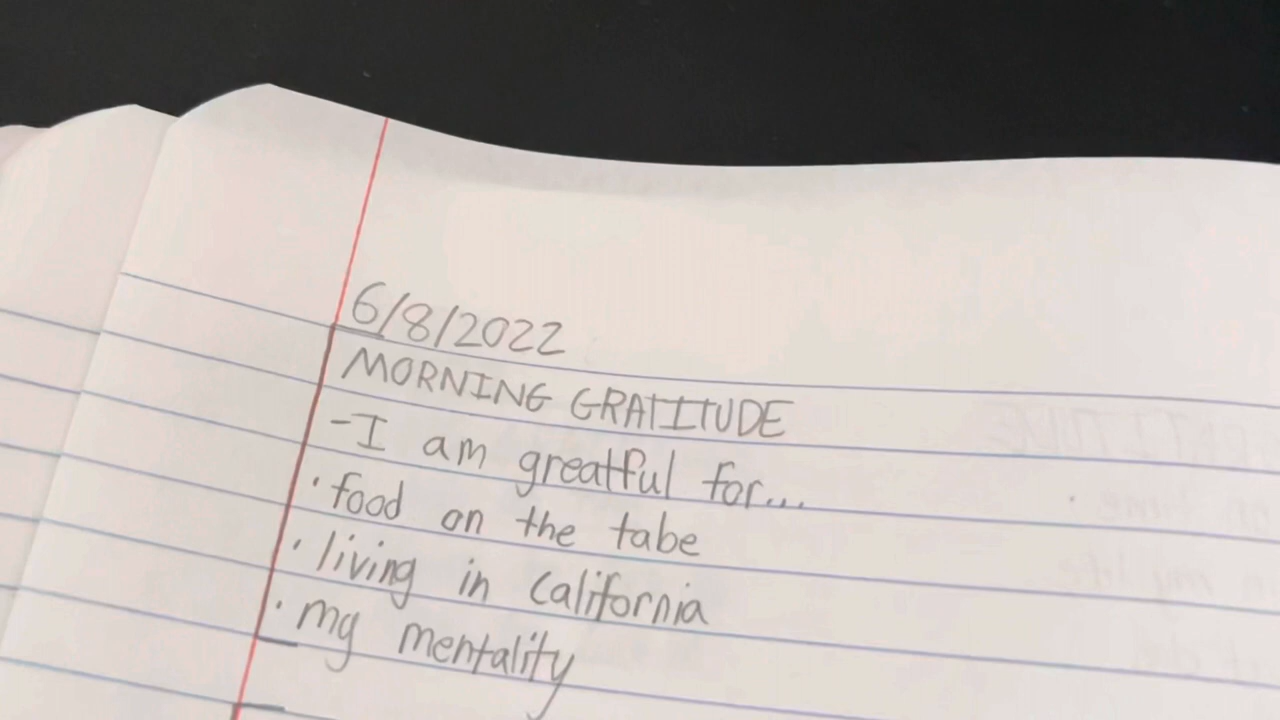 6/8/2022
MORNING GRATITUDE
-I am greatful for...
· food on the tabe
· living in California
· my mentality